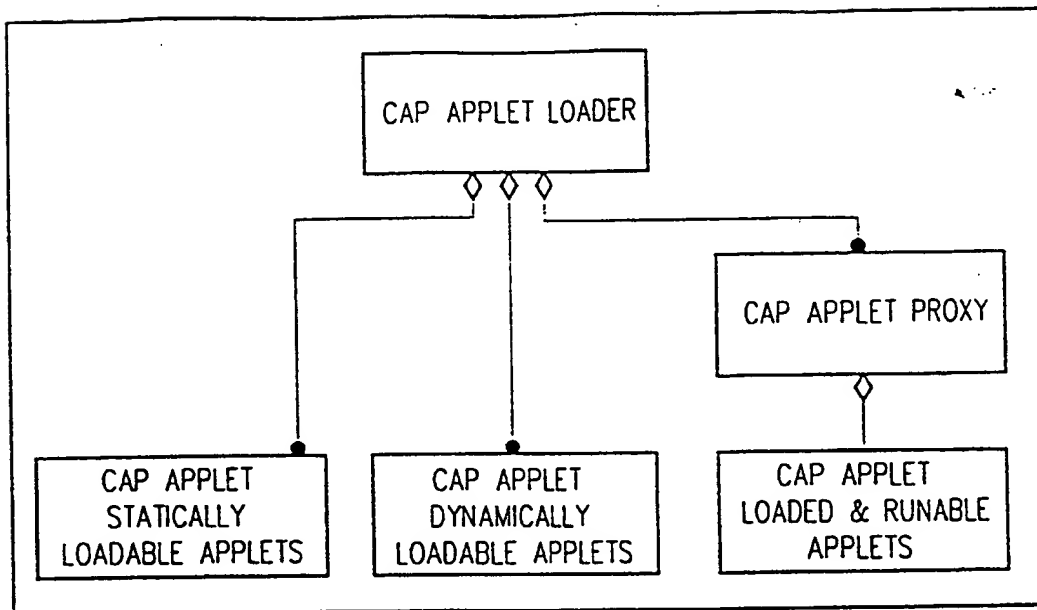 CAP APPLET LOADER
CAP APPLET PROXY
CAP APPLET
STATICALLY
LOADABLE APPLETS
CAP APPLET
DYNAMICALLY
LOADABLE APPLETS
CAP APPLET
LOADED & RUNABLE
APPLETS